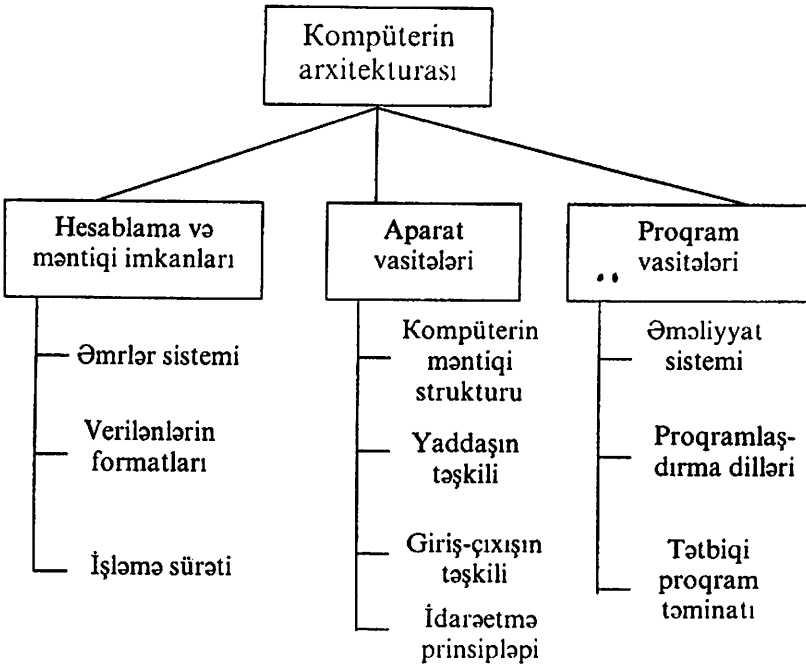 Kompüterin
arxitekturası
Hesablama və
məntiqi imkanları
Əmrlər sistemi
Verilənlərin
formatları
İşləmə sürəti
Aparat
vasitələri
Kompüterin
məntiqi
strukturu
Yaddaşın
təşkili
Giriş-çıxışın
təşkili
İdarəetmə
prinsipləpi
Proqram
vasitələri
Əməliyyat
sistemi
Proqramlaş-
dırma dilləri
Tətbiqi
proqram
təminatı